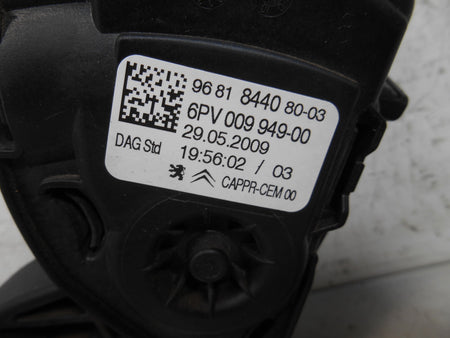 96 81 8440 80-03
6PV 009 949-00
29.05.2009
DAG Std
19:56:02 / 03
CAPPR-CEM 00